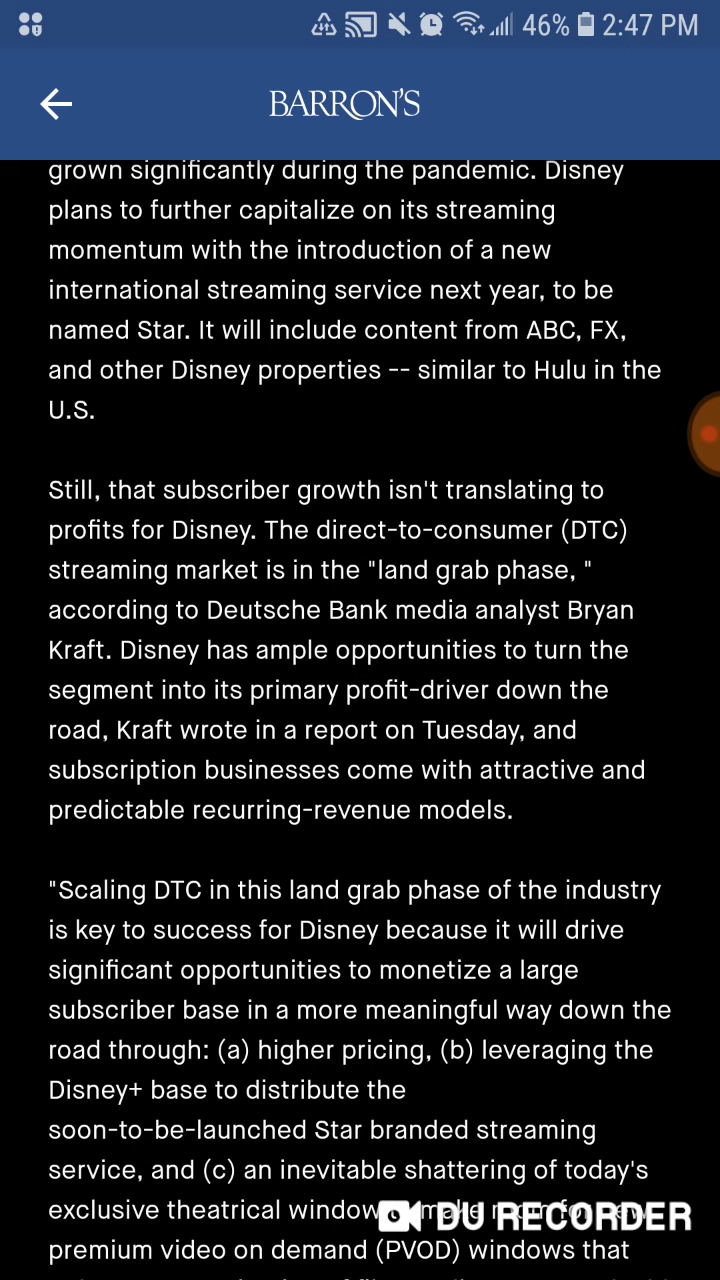 46% 2:47 PM
BARRON'S
grown significantly during the pandemic. Disney
plans to further capitalize on its streaming
momentum with the introduction of a new
international streaming service next year, to be
named Star. It will include content from ABC, FX,
and other Disney properties -- similar to Hulu in the
U.S.
Still, that subscriber growth isn't translating to
profits for Disney. The direct-to-consumer (DTC)
streaming market is in the "land grab phase, "
according to Deutsche Bank media analyst Bryan
Kraft. Disney has ample opportunities to turn the
segment into its primary profit-driver down the
road, Kraft wrote in a report on Tuesday, and
subscription businesses come with attractive and
predictable recurring-revenue models.
"Scaling DTC in this land grab phase of the industry
is key to success for Disney because it will drive
significant opportunities to monetize a large
subscriber base in a more meaningful way down the
road through: (a) higher pricing, (b) leveraging the
Disney+ base to distribute the
soon-to-be-launched Star branded streaming
service, and (c) an inevitable shattering of today's
exclusive theatrical window
DU RECORDER
premium video on demand (PVOD) windows that